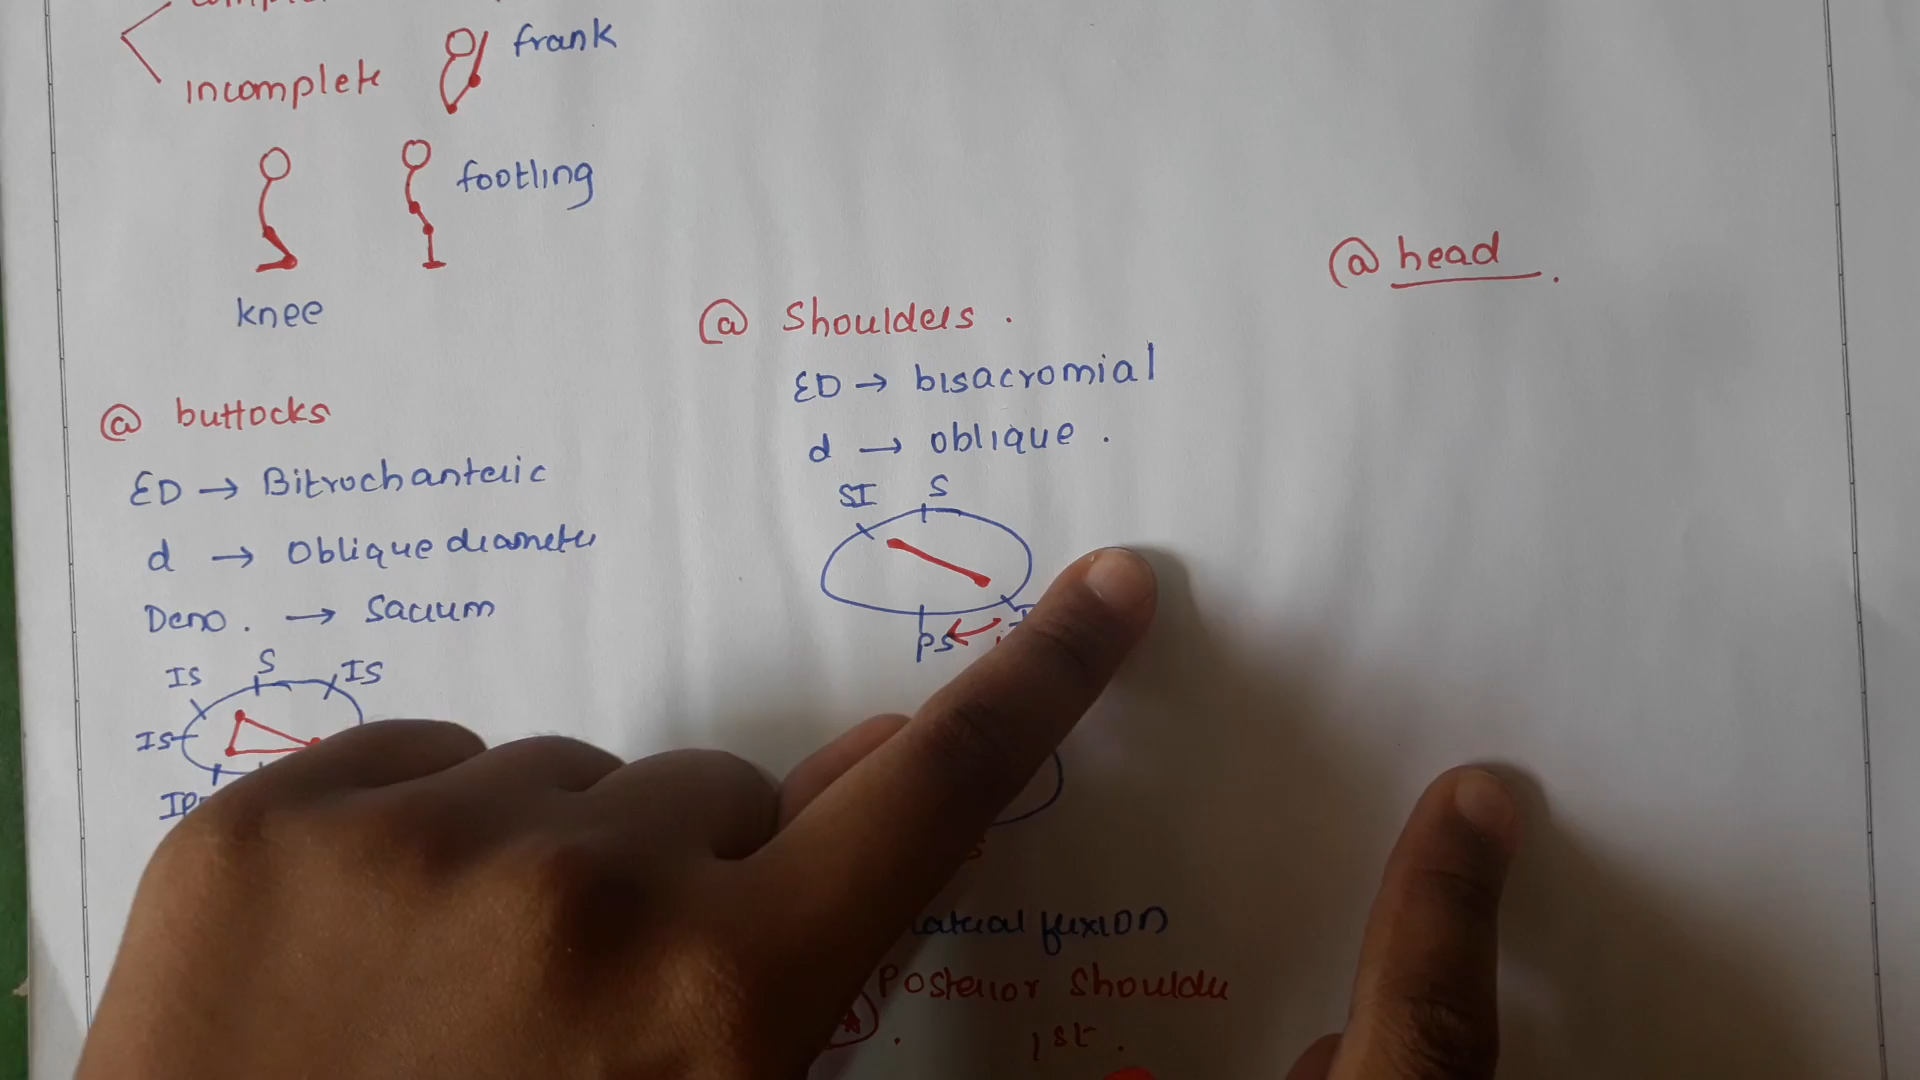 incomplete
frank
footling
knee
@ buttocks
ED → Bitrochanteric
d → Oblique diameter
Deno. → Sacrum
IS S IS
IS
IP
@ Shoulders.
ED → bisacromial
d → oblique.
SI S
PS
lateral flexion
Posterior Shoulder
1st.
@ head.